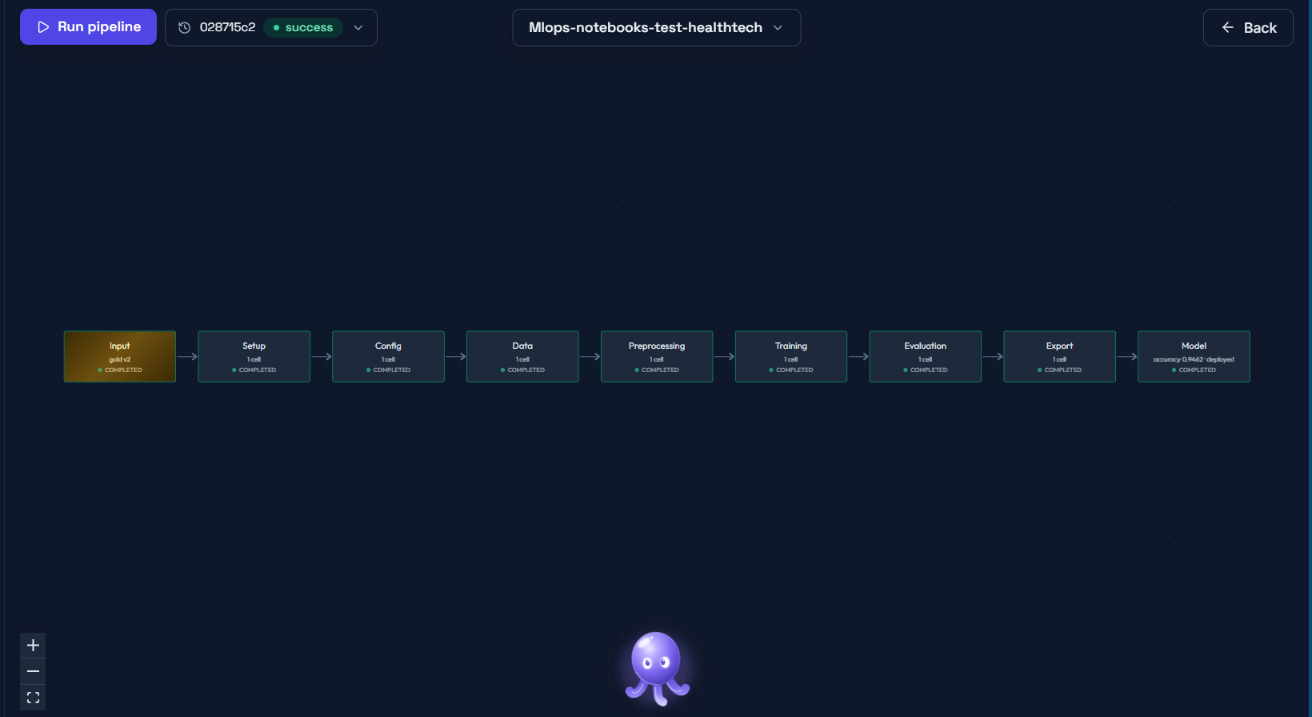 Run pipeline
028715c2
success
Mlops-notebooks-test-healthtech
Back
Input
gold v2
COMPLETED
Setup
1 cell
COMPLETED
Config
1 cell
COMPLETED
Data
1 cell
COMPLETED
Preprocessing
1 cell
COMPLETED
Training
1 cell
COMPLETED
Evaluation
1 cell
COMPLETED
Export
1 cell
COMPLETED
Model
accuracy 0.9462 · deployed
COMPLETED